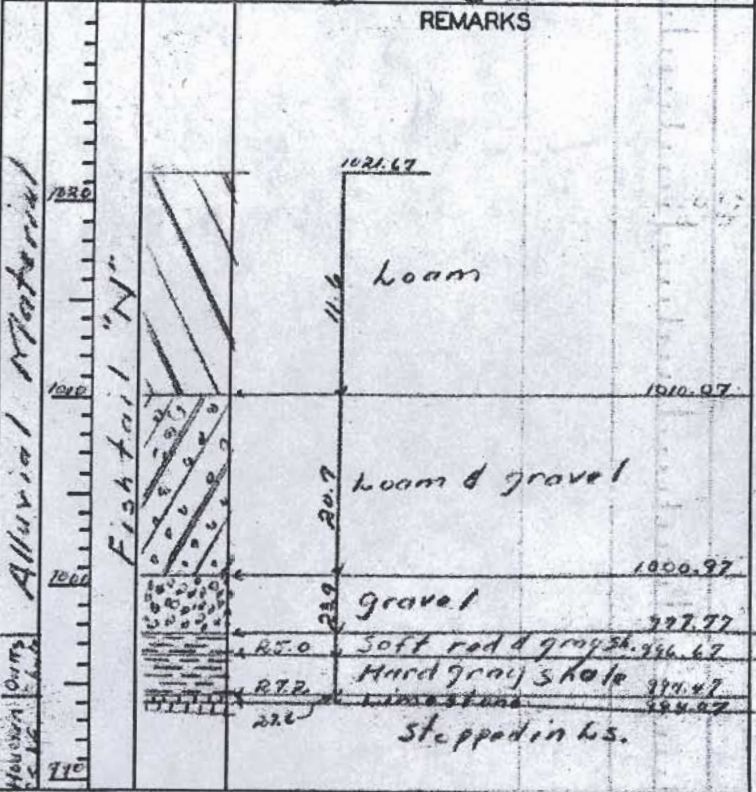 REMARKS
1021.67
1020
Alluvial Material
Fishtail "N"
11.6
Loam
1010
1010.07
20.7
Loam & gravel
1000
1000.97
23.9
gravel
997.77
25.0
Soft red & gray sh.
996.67
Hard gray shale
27.2
994.47
Limestone
27.6
994.07
Stopped in Ls.
990